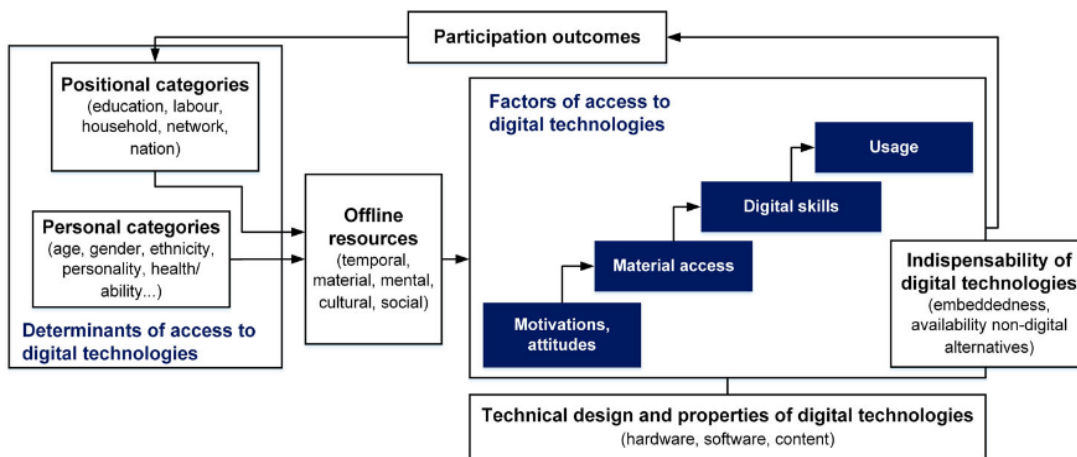 Participation outcomes
Positional categories
(education, labour,
household, network,
nation)
Personal categories
(age, gender, ethnicity,
personality, health/
ability...)
Determinants of access to
digital technologies
Offline
resources
(temporal,
material, mental,
cultural, social)
Factors of access to
digital technologies
Usage
Digital skills
Material access
Motivations,
attitudes
Indispensability of
digital technologies
(embeddedness,
availability non-digital
alternatives)
Technical design and properties of digital technologies
(hardware, software, content)